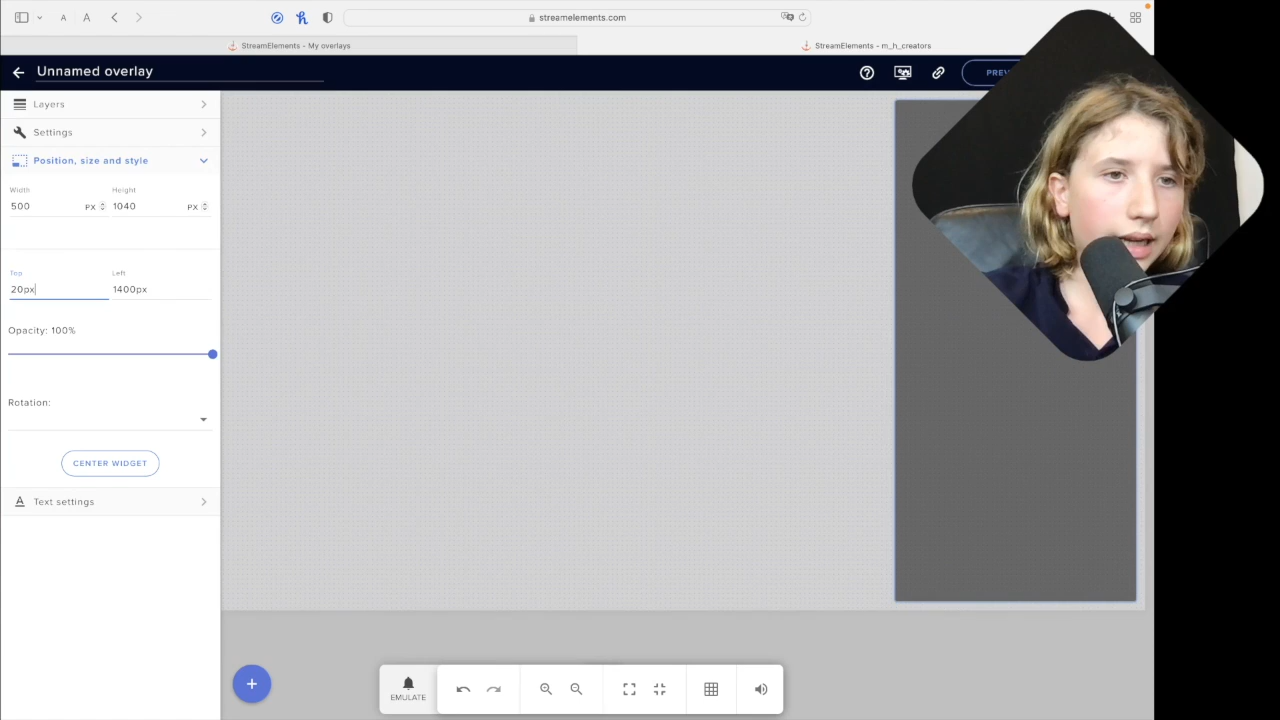 A A streamelements.com
StreamElements - My overlays StreamElements - m_h_creators
Unnamed overlay
Layers
Settings
Position, size and style
Width Height
500 PX 1040 PX
Top Left
20px 1400px
Opacity: 100%
Rotation:
CENTER WIDGET
A Text settings
EMULATE